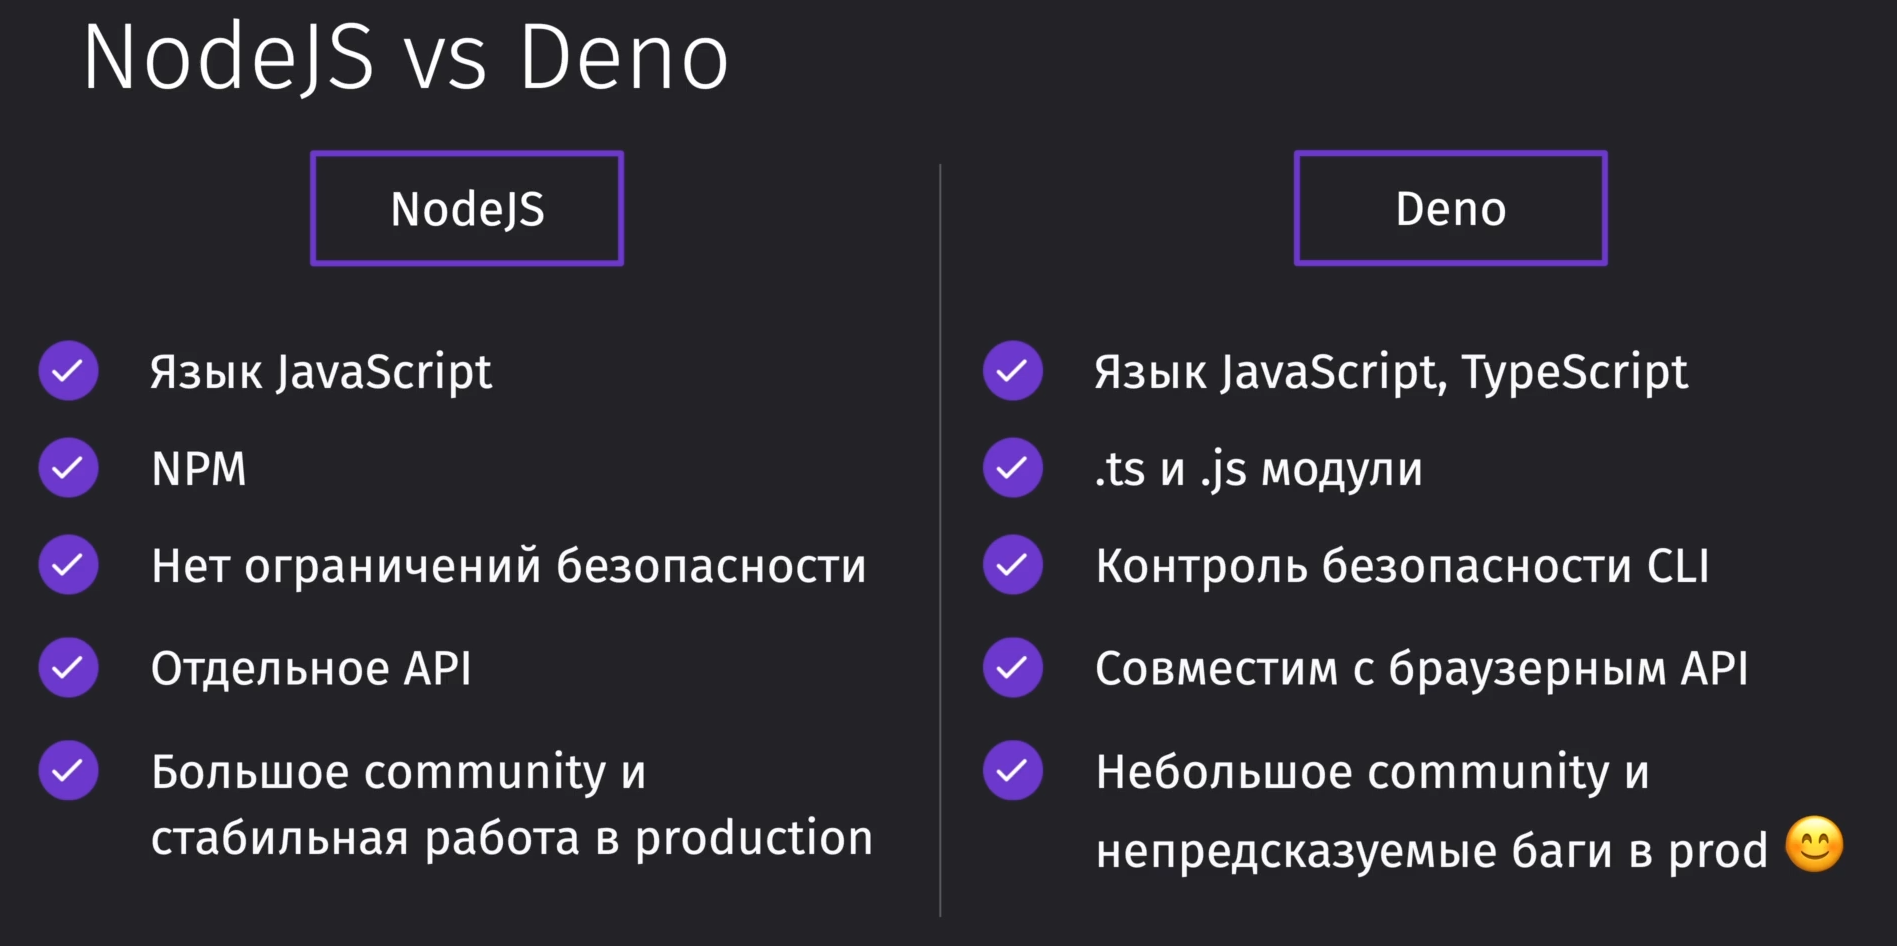 NodeJS vs Deno
NodeJS
Язык JavaScript
NPM
Нет ограничений безопасности
Отдельное API
Большое community и
стабильная работа в production
Deno
Язык JavaScript, TypeScript
.ts и .js модули
Контроль безопасности CLI
Совместим с браузерным API
Небольшое community и
непредсказуемые баги в prod 😊